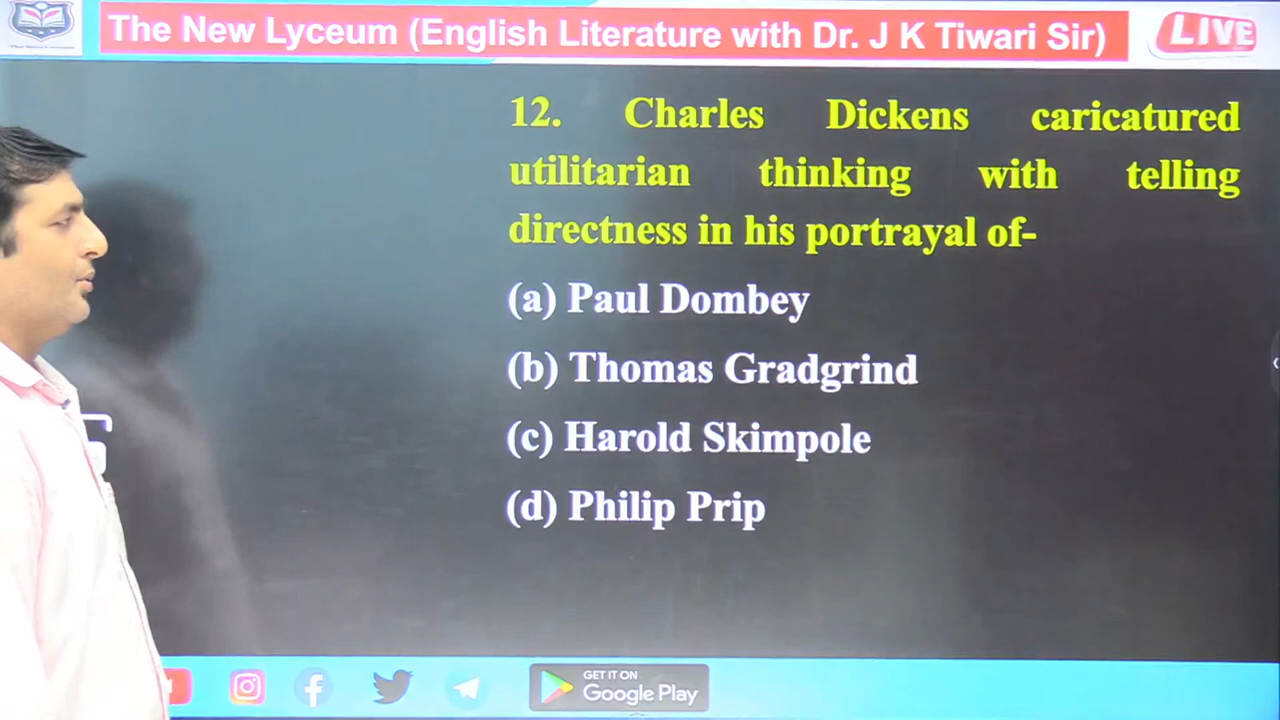 The New Lyceum (English Literature with Dr. J K Tiwari Sir)
LIVE
12. Charles Dickens caricatured
utilitarian thinking with telling
directness in his portrayal of-
(a) Paul Dombey
(b) Thomas Gradgrind
(c) Harold Skimpole
(d) Philip Prip
GET IT ON
Google Play